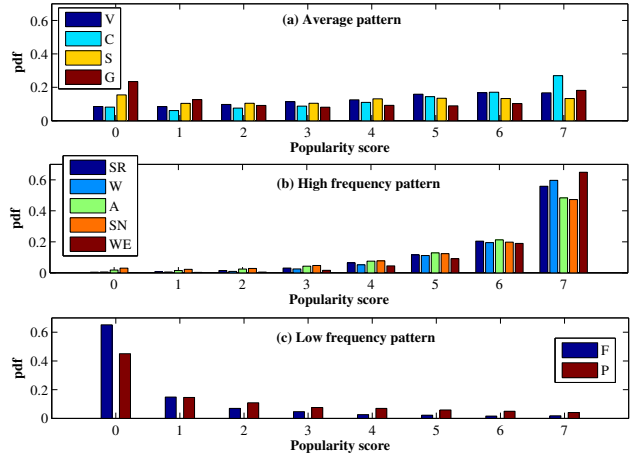 (a) Average pattern
V
C
S
G
pdf
0.6
0.4
0.2
0
0 1 2 3 4 5 6 7
Popularity score
(b) High frequency pattern
SR
W
A
SN
WE
pdf
0.6
0.4
0.2
0
0 1 2 3 4 5 6 7
Popularity score
(c) Low frequency pattern
F
P
pdf
0.6
0.4
0.2
0
0 1 2 3 4 5 6 7
Popularity score